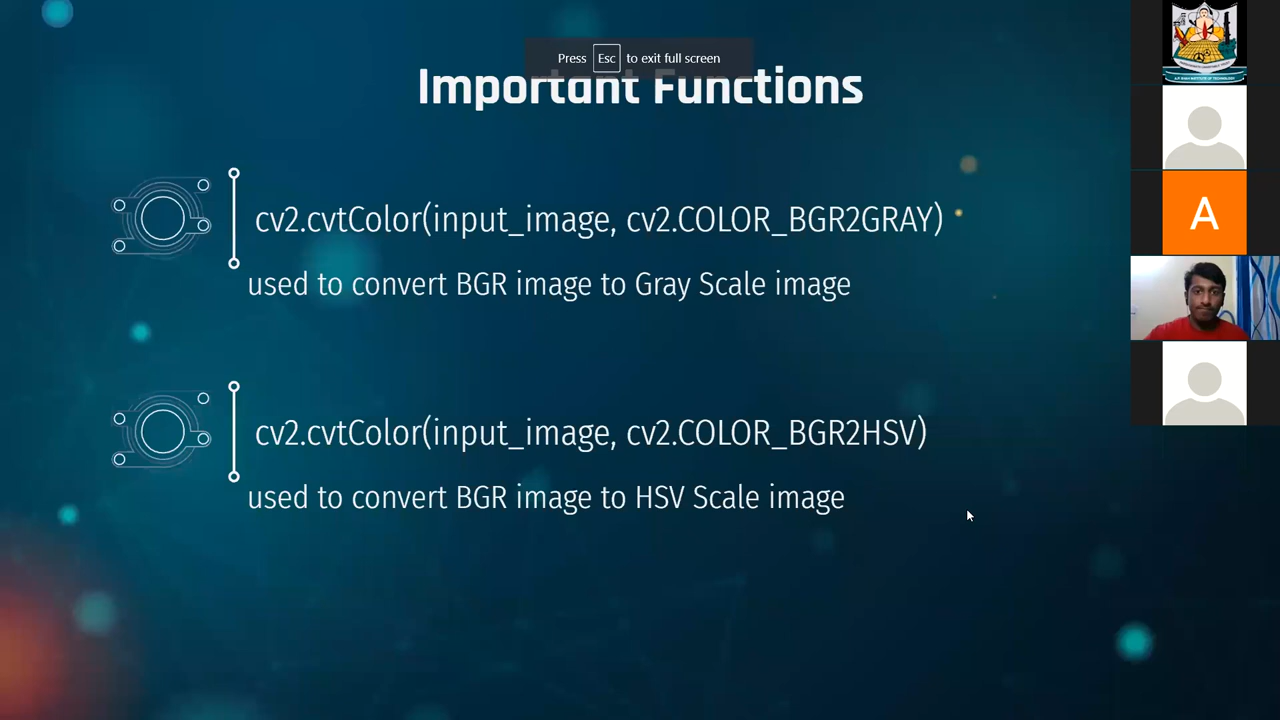 Press Esc to exit full screen
Important Functions
cv2.cvtColor(input_image, cv2.COLOR_BGR2GRAY)
used to convert BGR image to Gray Scale image
cv2.cvtColor(input_image, cv2.COLOR_BGR2HSV)
used to convert BGR image to HSV Scale image
A